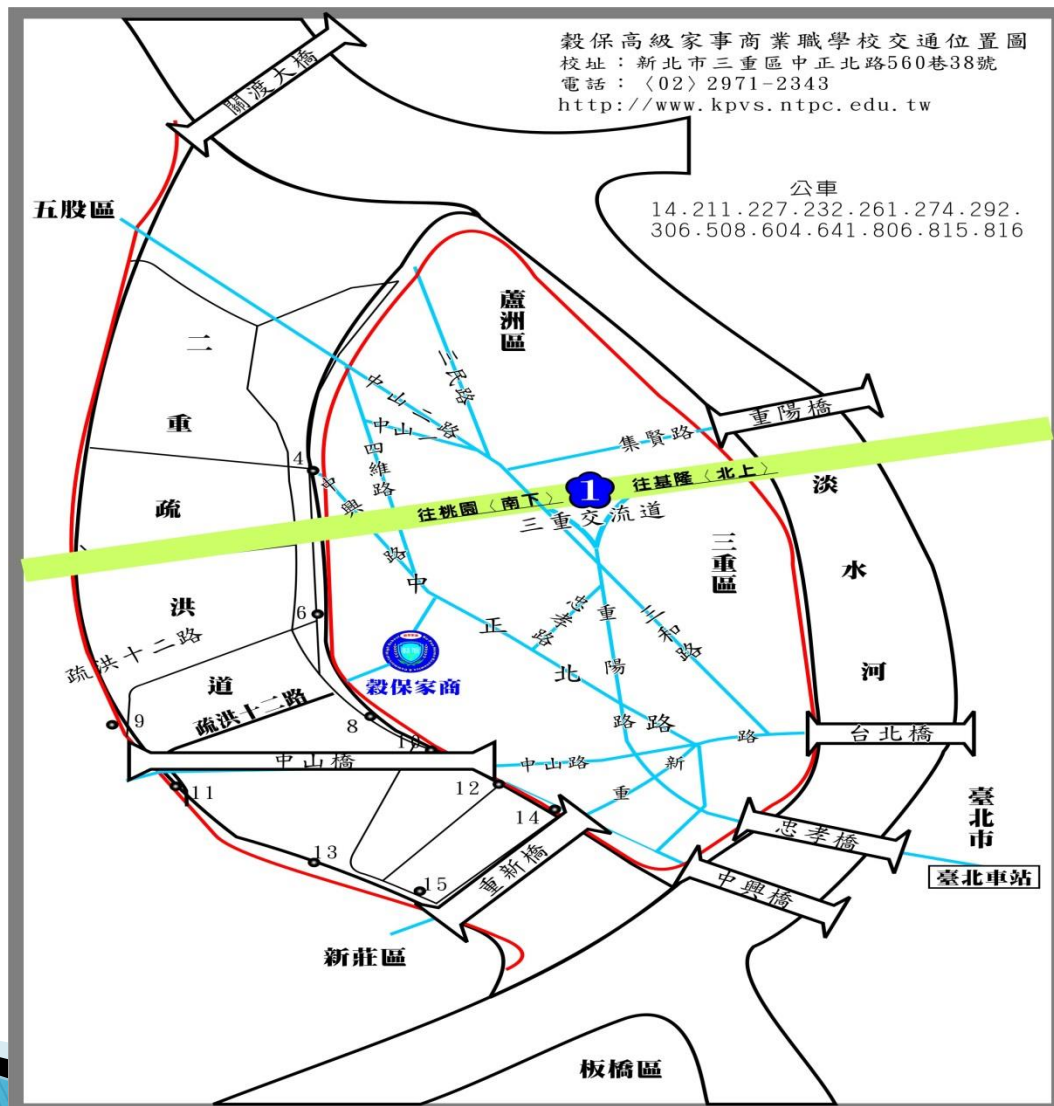 穀保高級家事商業職學校交通位置圖
校址：新北市三重區中正北路560巷38號
電話：〈02〉2971-2343
http://www.kpvs.ntpc.edu.tw
公車
14.211.227.232.261.274.292.
306.508.604.641.806.815.816
關渡大橋
五股區
蘆洲區
二重疏洪道
三民路
中山二路
中山一路
四維路
集賢路
重陽橋
4
中興路
往桃園〈南下〉
1
往基隆〈北上〉
三重交流道
三重區
淡水河
6
中正北路
忠孝路
重陽路
三和路
疏洪十二路
穀保家商
疏洪十二路
9
8
10
中山橋
中山路
重新路
台北橋
11
12
14
臺北市
13
15
重新橋
忠孝橋
中興橋
臺北車站
新莊區
板橋區